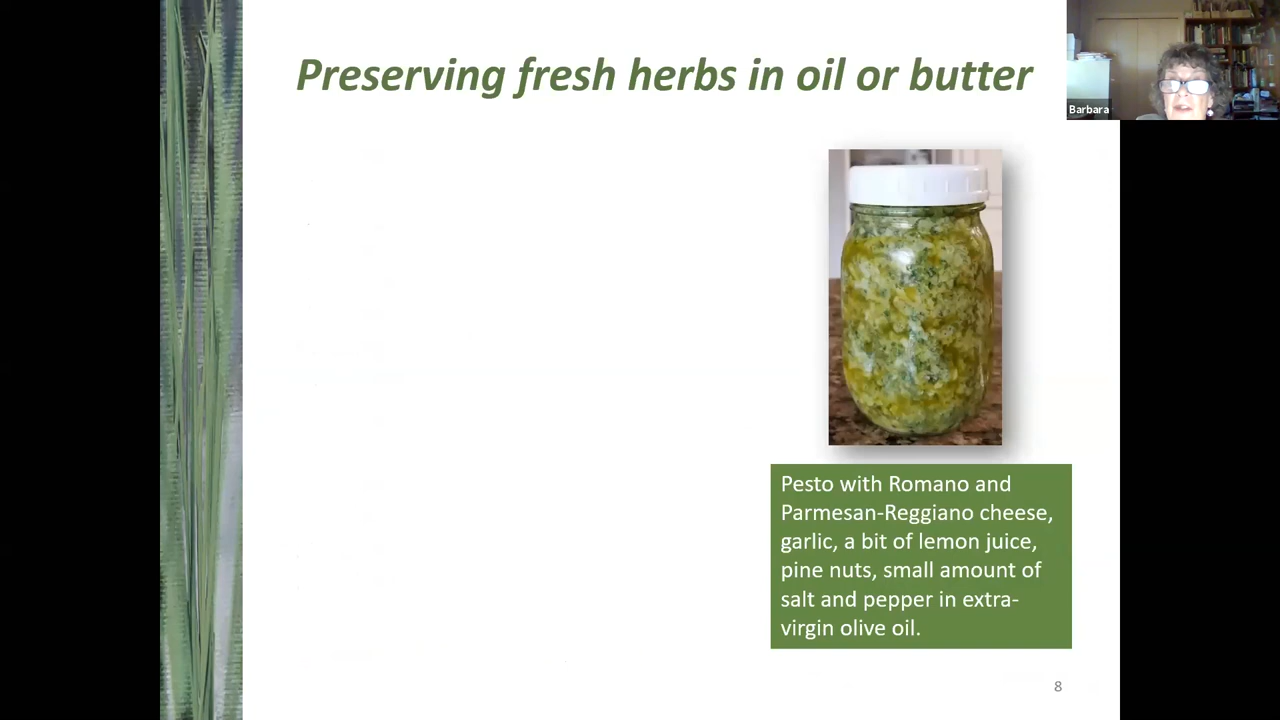 Preserving fresh herbs in oil or butter
Barbara
Pesto with Romano and
Parmesan-Reggiano cheese,
garlic, a bit of lemon juice,
pine nuts, small amount of
salt and pepper in extra-
virgin olive oil.
8